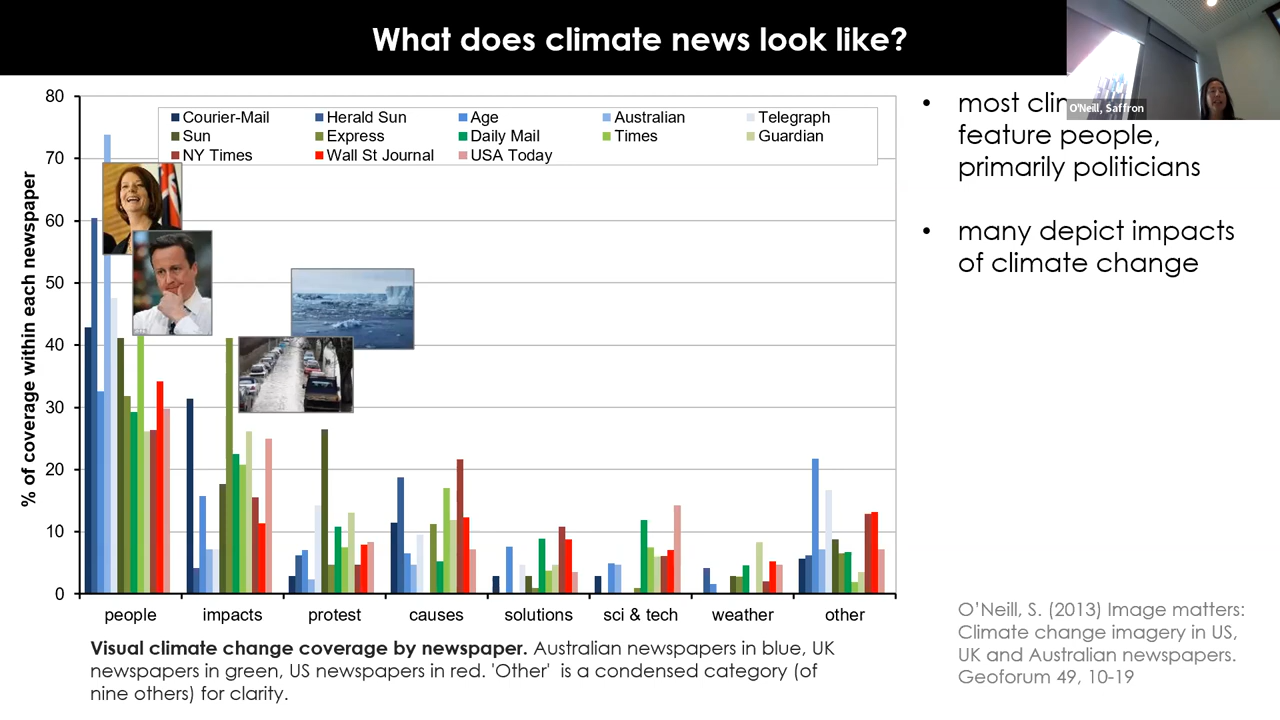 What does climate news look like?
80
70
60
50
40
30
20
10
0
% of coverage within each newspaper
Courier-Mail Herald Sun Age Australian Telegraph
Sun Express Daily Mail Times Guardian
NY Times Wall St Journal USA Today
people impacts protest causes solutions sci & tech weather other
Visual climate change coverage by newspaper. Australian newspapers in blue, UK
newspapers in green, US newspapers in red. 'Other' is a condensed category (of
nine others) for clarity.
O'Neill, Saffron
• most
feature people,
primarily politicians
• many depict impacts
of climate change
O'Neill, S. (2013) Image matters:
Climate change imagery in US,
UK and Australian newspapers.
Geoforum 49, 10-19